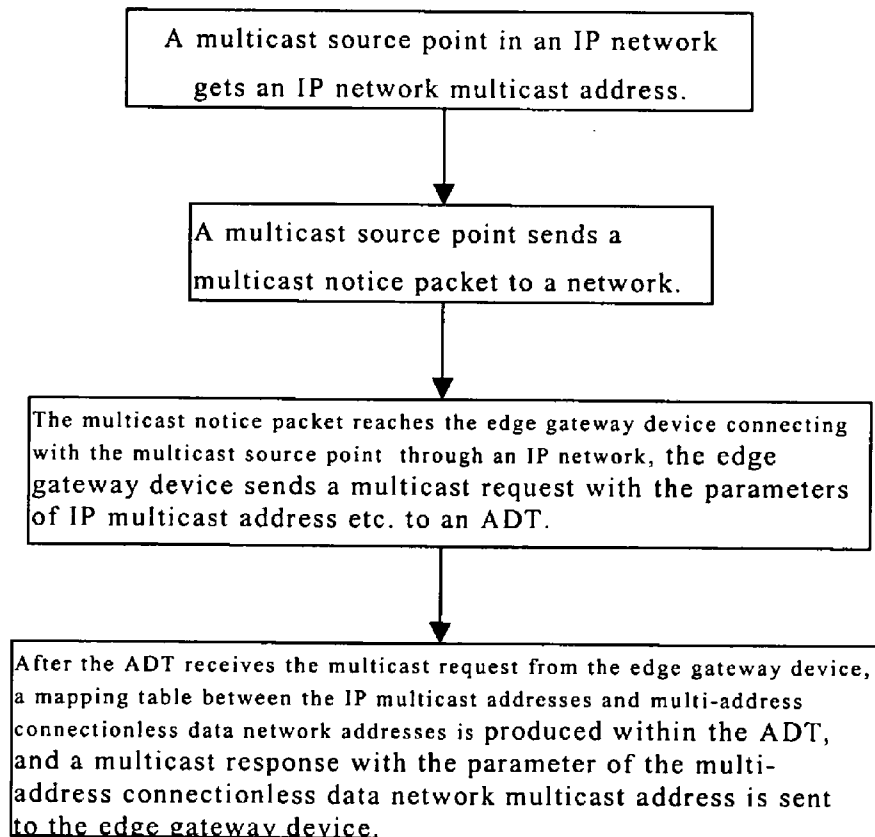 A multicast source point in an IP network
gets an IP network multicast address.
A multicast source point sends a
multicast notice packet to a network.
The multicast notice packet reaches the edge gateway device connecting
with the multicast source point through an IP network, the edge
gateway device sends a multicast request with the parameters
of IP multicast address etc. to an ADT.
After the ADT receives the multicast request from the edge gateway device,
a mapping table between the IP multicast addresses and multi-address
connectionless data network addresses is produced within the ADT,
and a multicast response with the parameter of the multi-
address connectionless data network multicast address is sent
to the edge gateway device.